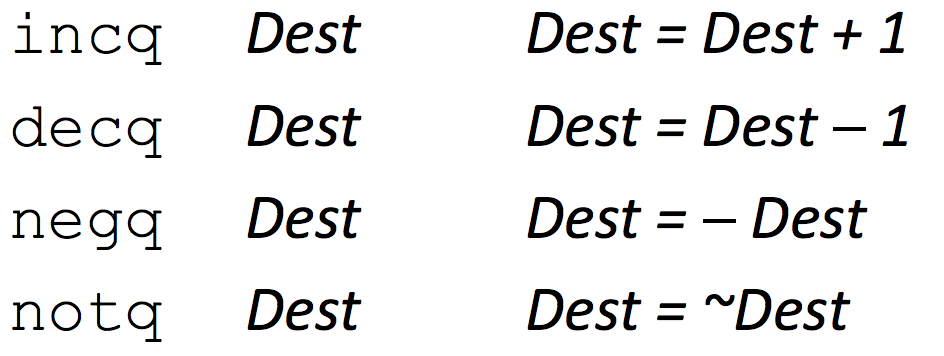 incq Dest Dest = Dest + 1
decq Dest Dest = Dest – 1
negq Dest Dest = – Dest
notq Dest Dest = ~Dest